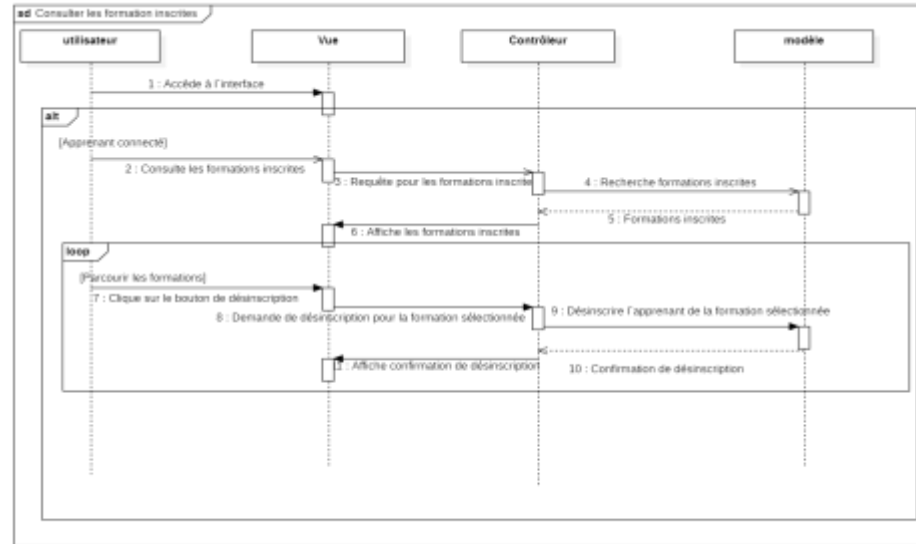 sd Consulter les formation inscrites
utilisateur
Vue
Contrôleur
modèle
1 : Accède à l'interface
alt
[Apprenant connecté]
2 : Consulte les formations inscrites
3 : Requête pour les formations inscrite
4 : Recherche formations inscrites
5 : Formations inscrites
6 : Affiche les formations inscrites
loop
[Parcourir les formations]
7 : Clique sur le bouton de désinscription
8 : Demande de désinscription pour la formation sélectionnée
9 : Désinscrire l'apprenant de la formation sélectionnée
10 : Confirmation de désinscription
11 : Affiche confirmation de désinscription